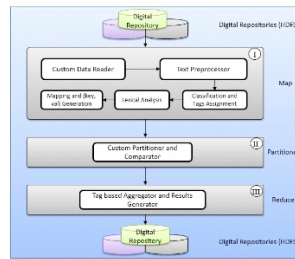 Digital
Repository
Digital Repositories (HDFS
I
Custom Data Reader
Text Preprocessor
Map
Mapping and (key,
val) Generation
Lexical Analysis
Classification and
Tags Assignment
II
Custom Partitioner and
Comparator
Partitione
III
Tag based Aggregator and Results
Generator
Reduce
Digital
Repository
Digital Repositories (HDFS